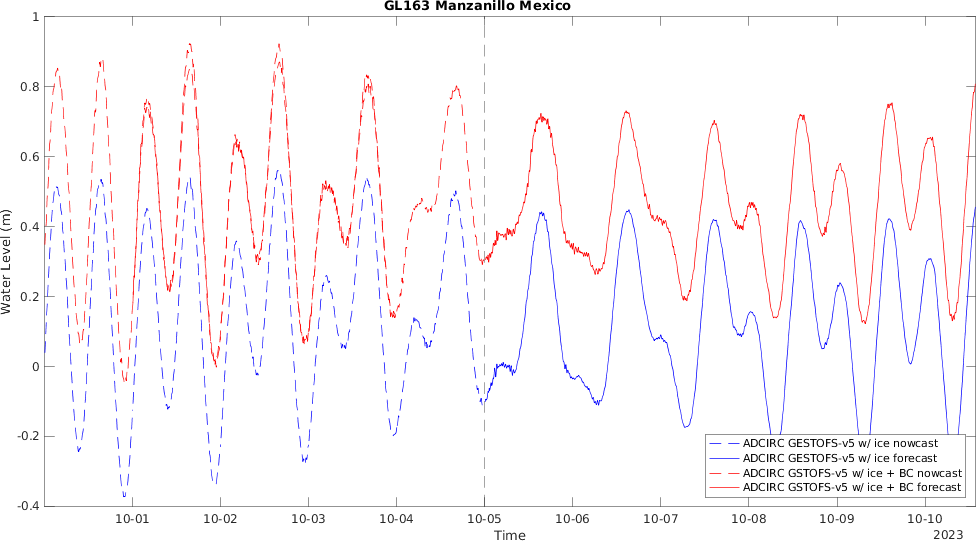 GL163 Manzanillo Mexico
1
0.8
0.6
0.4
0.2
0
-0.2
-0.4
Water Level (m)
10-01 10-02 10-03 10-04 10-05 10-06 10-07 10-08 10-09 10-10
Time
2023
ADCIRC GESTOFS-v5 w/ ice nowcast
ADCIRC GESTOFS-v5 w/ ice forecast
ADCIRC GSTOFS-v5 w/ ice + BC nowcast
ADCIRC GSTOFS-v5 w/ ice + BC forecast